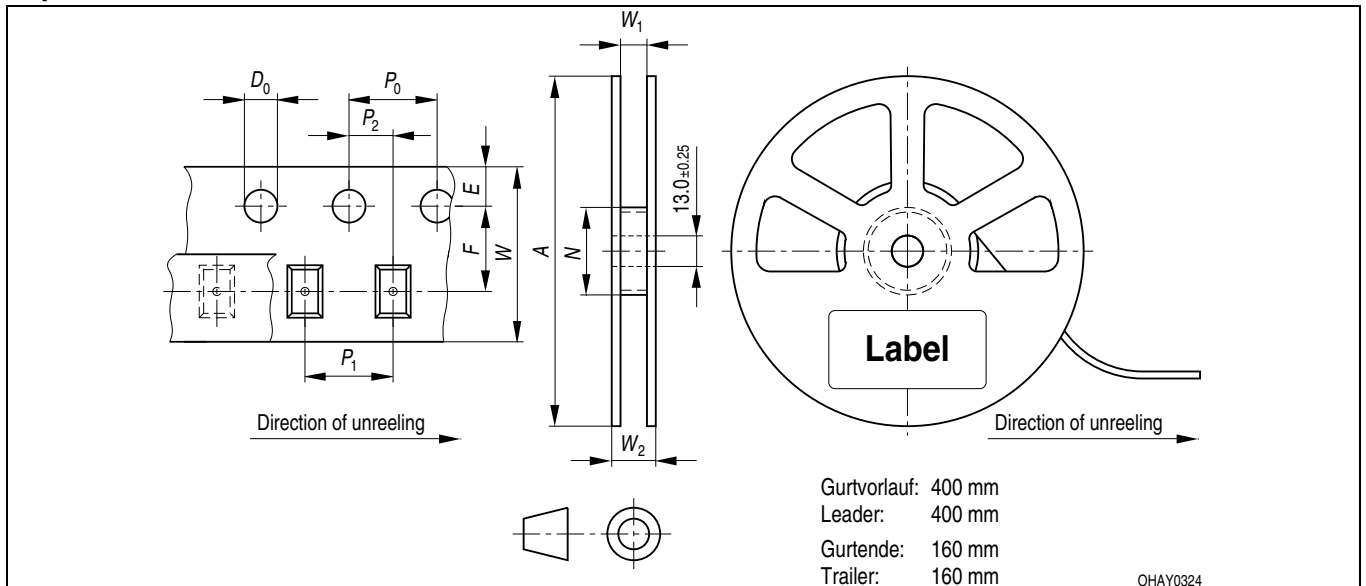 W1
D0
P0
P2
E
F
W
A
N
13.0±0.25
P1
W2
Label
Direction of unreeling
Direction of unreeling
Gurtvorlauf: 400 mm
Leader: 400 mm
Gurtende: 160 mm
Trailer: 160 mm
OHAY0324